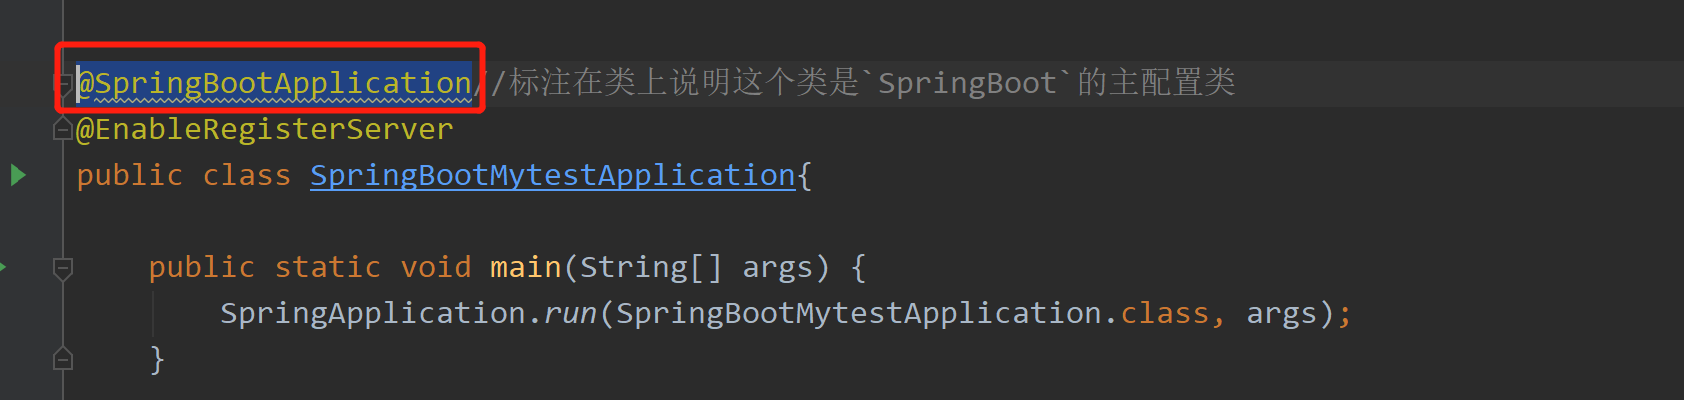 @SpringBootApplication//标注在类上说明这个类是`SpringBoot`的主配置类
@EnableRegisterServer
public class SpringBootMytestApplication{
public static void main(String[] args) {
SpringApplication.run(SpringBootMytestApplication.class, args);
}